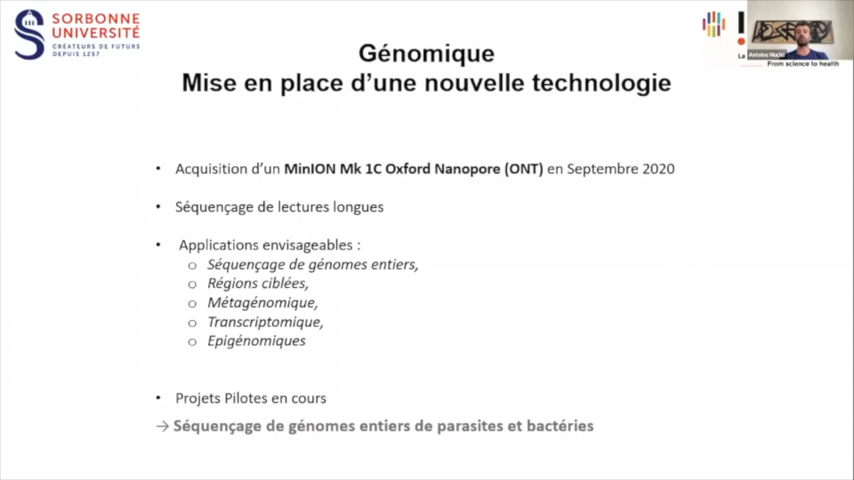 SORBONNE
UNIVERSITÉ
CRÉATEURS DE FUTURS
DEPUIS 1257
Génomique
Mise en place d'une nouvelle technologie
La
Antoine
From science to health
• Acquisition d'un MinION Mk 1C Oxford Nanopore (ONT) en Septembre 2020
• Séquençage de lectures longues
• Applications envisageables :
o Séquençage de génomes entiers,
o Régions ciblées,
o Métagénomique,
o Transcriptomique,
o Epigénomiques
• Projets Pilotes en cours
→ Séquençage de génomes entiers de parasites et bactéries